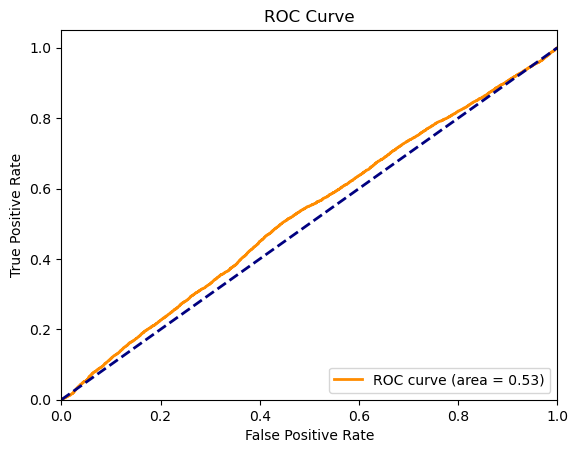 ROC Curve
1.0
0.8
0.6
0.4
0.2
0.0
True Positive Rate
ROC curve (area = 0.53)
0.0 0.2 0.4 0.6 0.8 1.0
False Positive Rate